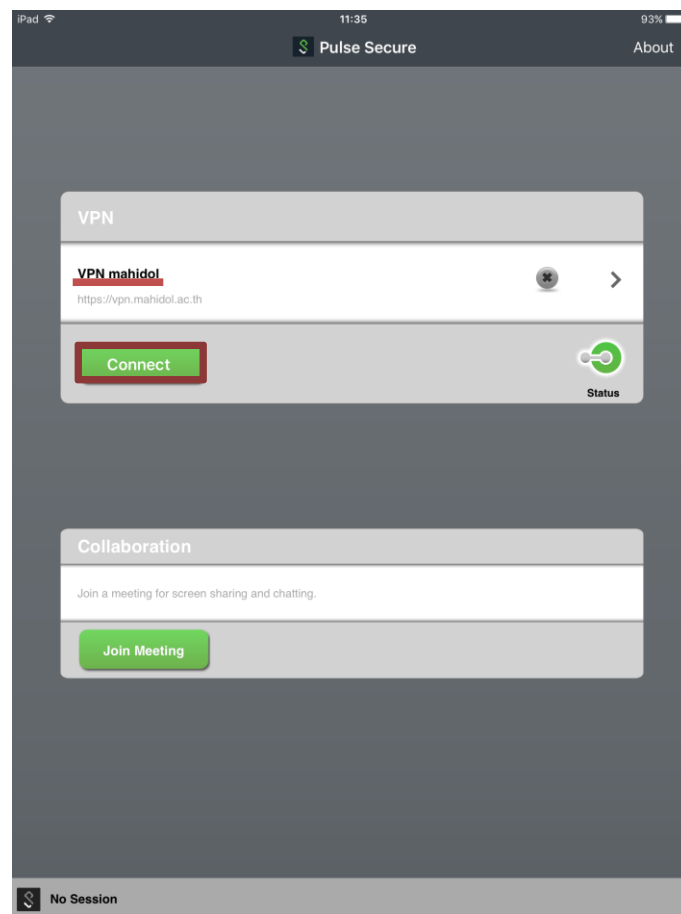 iPad 11:35 93%
Pulse Secure About
VPN
VPN mahidol
https://vpn.mahidol.ac.th
Connect
Status
Collaboration
Join a meeting for screen sharing and chatting.
Join Meeting
No Session